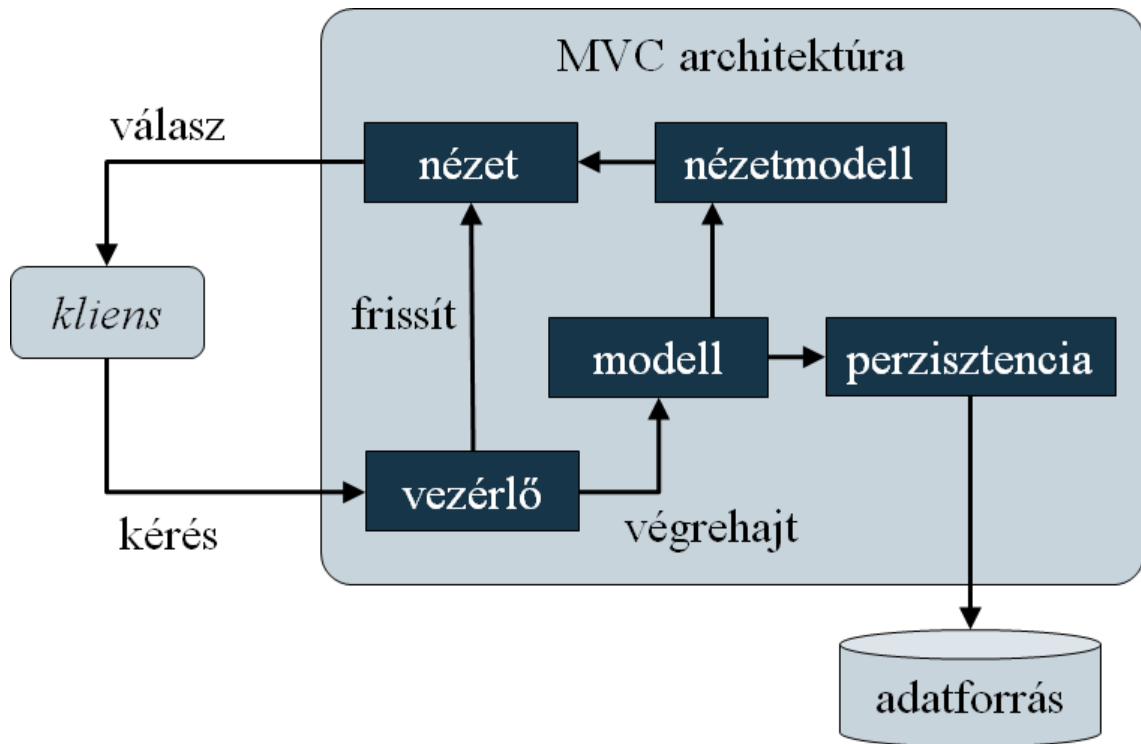 MVC architektúra
válasz
nézet
nézetmodell
kliens
frissít
modell
perzisztencia
vezérlő
kérés
végrehajt
adatforrás